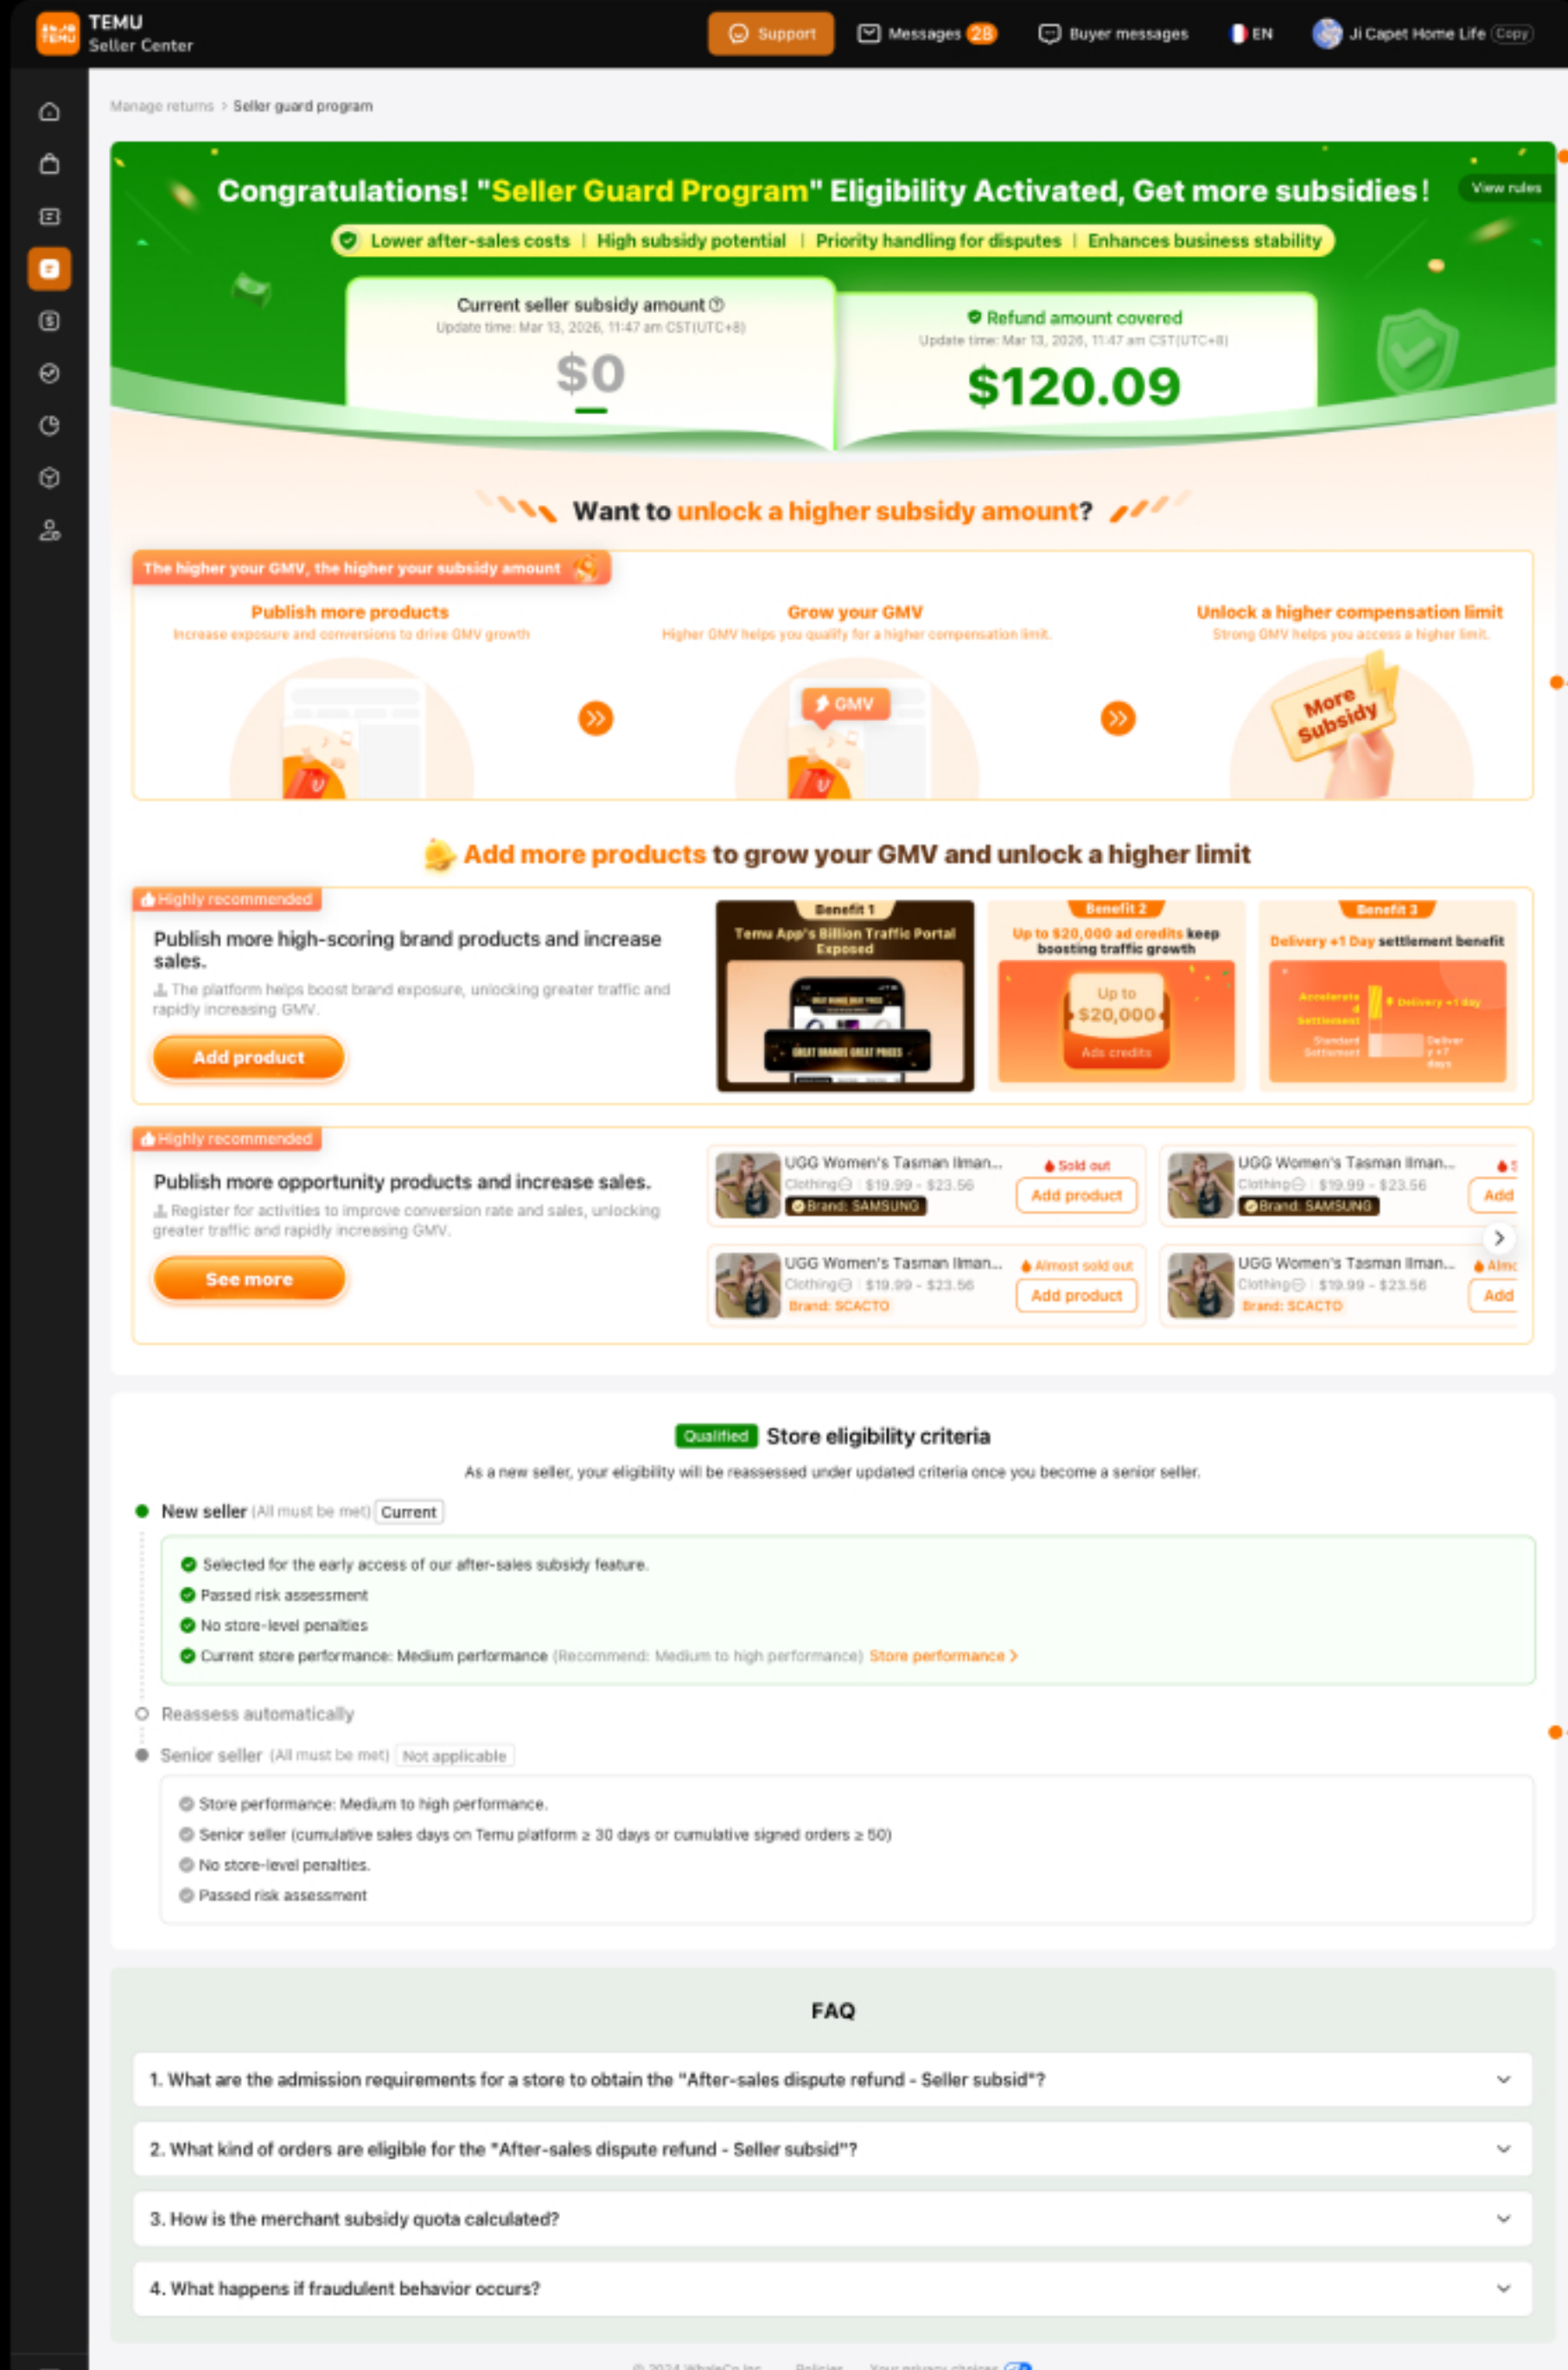 TEMU
Seller Center
Support
Messages 28
Buyer messages
EN
Ji Capet Home Life Copy
Manage returns > Seller guard program
Congratulations! "Seller Guard Program" Eligibility Activated, Get more subsidies!
View rules
Lower after-sales costs | High subsidy potential | Priority handling for disputes | Enhances business stability
Current seller subsidy amount
Update time: Mar 13, 2026, 11:47 am CST(UTC+8)
$0
Refund amount covered
Update time: Mar 13, 2026, 11:47 am CST(UTC+8)
$120.09
Want to unlock a higher subsidy amount?
The higher your GMV, the higher your subsidy amount
Publish more products
Increase exposure and conversions to drive GMV growth
Grow your GMV
Higher GMV helps you qualify for a higher compensation limit.
GMV
Unlock a higher compensation limit
Strong GMV helps you access a higher limit.
More
Subsidy
Add more products to grow your GMV and unlock a higher limit
Highly recommended
Publish more high-scoring brand products and increase
sales.
The platform helps boost brand exposure, unlocking greater traffic and
rapidly increasing GMV.
Add product
Benefit 1
Temu App's Billion Traffic Portal
Exposed
GREAT BRANDS GREAT PRICES
Benefit 2
Up to $20,000 ad credits keep
boosting traffic growth
Up to
$20,000
Ads credits
Benefit 3
Delivery +1 Day settlement benefit
Accelerate
d
Settlement
Delivery +1 day
Standard
Settlement
Deliver
y +7
days
Highly recommended
Publish more opportunity products and increase sales.
Register for activities to improve conversion rate and sales, unlocking
greater traffic and rapidly increasing GMV.
See more
UGG Women's Tasman Ilman...
Clothing | $19.99 - $23.56
Brand: SAMSUNG
Sold out
Add product
UGG Women's Tasman Ilman...
Clothing | $19.99 - $23.56
Brand: SAMSUNG
S
Add
UGG Women's Tasman Ilman...
Clothing | $19.99 - $23.56
Brand: SCACTO
Almost sold out
Add product
UGG Women's Tasman Ilman...
Clothing | $19.99 - $23.56
Brand: SCACTO
Almo
Add
Qualified Store eligibility criteria
As a new seller, your eligibility will be reassessed under updated criteria once you become a senior seller.
New seller (All must be met) Current
Selected for the early access of our after-sales subsidy feature.
Passed risk assessment
No store-level penalties
Current store performance: Medium performance (Recommend: Medium to high performance) Store performance >
Reassess automatically
Senior seller (All must be met) Not applicable
Store performance: Medium to high performance.
Senior seller (cumulative sales days on Temu platform ≥ 30 days or cumulative signed orders ≥ 50)
No store-level penalties.
Passed risk assessment
FAQ
1. What are the admission requirements for a store to obtain the "After-sales dispute refund - Seller subsid"?
2. What kind of orders are eligible for the "After-sales dispute refund - Seller subsid"?
3. How is the merchant subsidy quota calculated?
4. What happens if fraudulent behavior occurs?
© 2024 WhaleCo Inc. Policies Your privacy choices